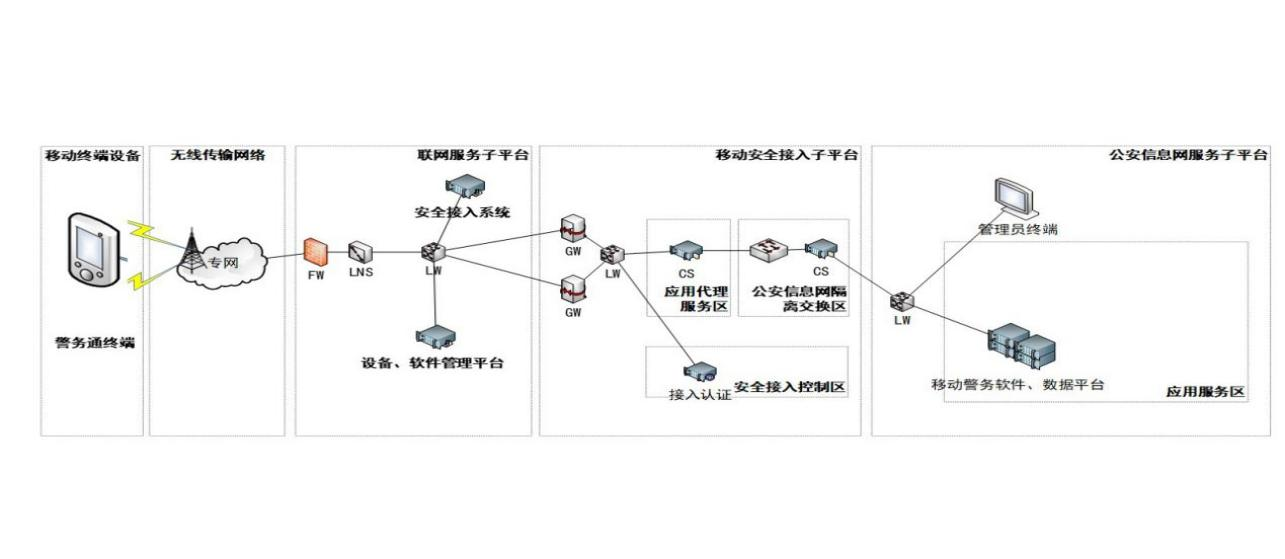 移动终端设备
无线传输网络
联网服务子平台
移动安全接入子平台
公安信息网服务子平台
安全接入系统
管理员终端
专网
FW
LNS
LW
GW
GW
LW
CS
CS
应用代理
服务区
公安信息网隔
离交换区
LW
警务通终端
设备、软件管理平台
接入认证
安全接入控制区
移动警务软件、数据平台
应用服务区